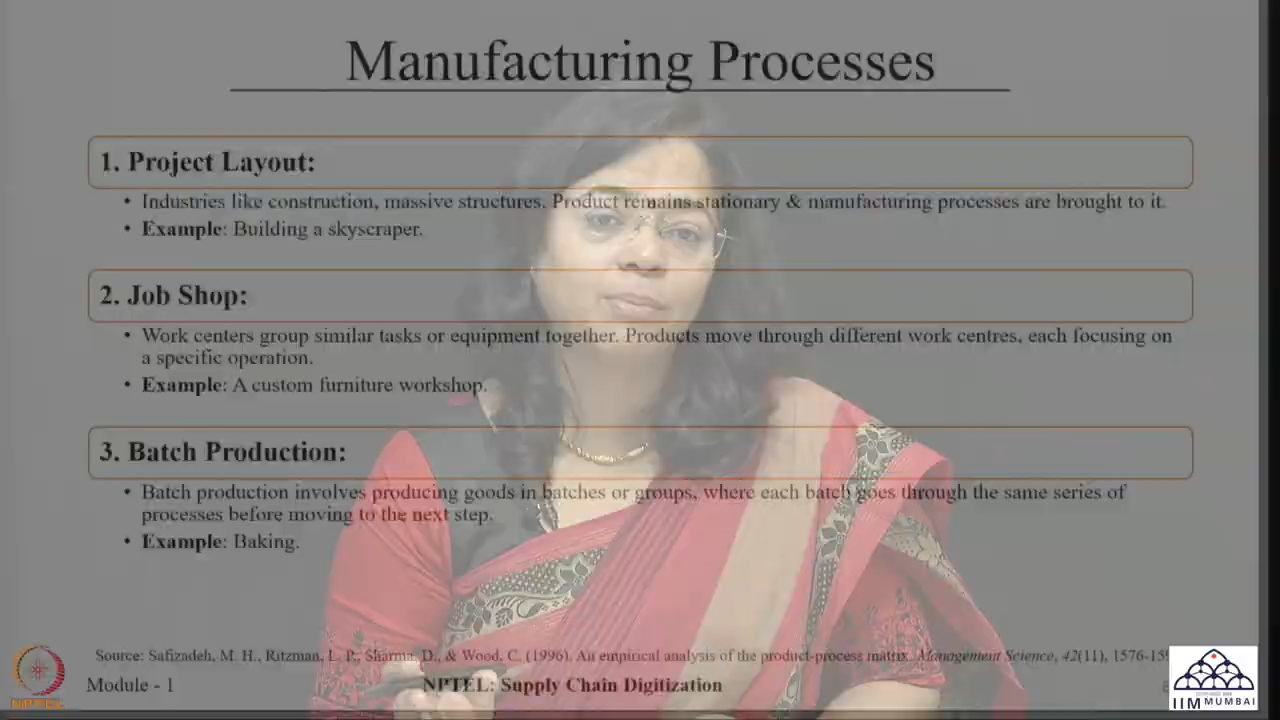 Manufacturing Processes
1. Project Layout:
• Industries like construction, massive structures. Product remains stationary & manufacturing processes are brought to it.
• Example: Building a skyscraper.
2. Job Shop:
• Work centers group similar tasks or equipment together. Products move through different work centres, each focusing on
a specific operation.
• Example: A custom furniture workshop.
3. Batch Production:
• Batch production involves producing goods in batches or groups, where each batch goes through the same series of
processes before moving to the next step.
• Example: Baking.
Source: Safizadeh, M. H., Ritzman, L. P., Sharma, D., & Wood, C. (1996). An empirical analysis of the product-process matrix. Management Science, 42(11),
Module - 1
NPTEL: Supply Chain Digitization
NPTEL
IIM MUMBAI